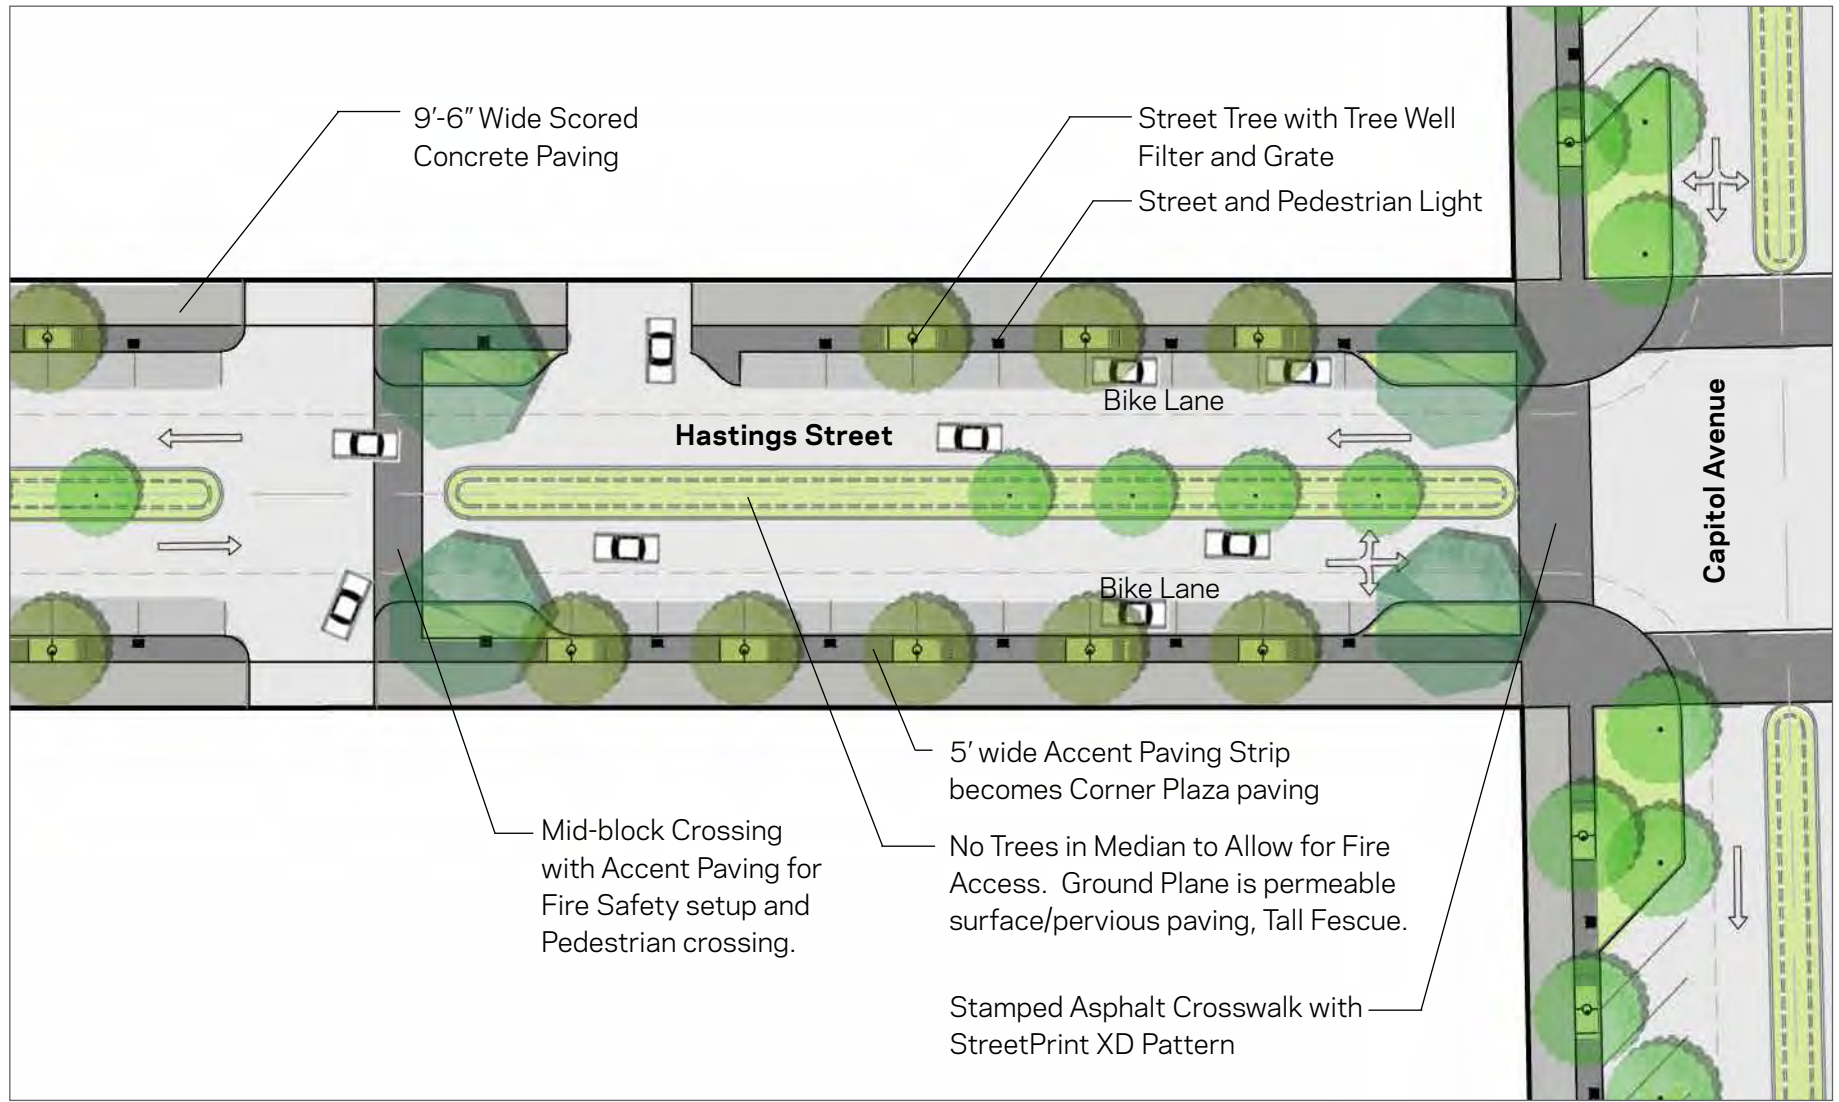 9'-6" Wide Scored
Concrete Paving
Street Tree with Tree Well
Filter and Grate
Street and Pedestrian Light
Bike Lane
Hastings Street
Capitol Avenue
Bike Lane
5' wide Accent Paving Strip
becomes Corner Plaza paving
Mid-block Crossing
with Accent Paving for
Fire Safety setup and
Pedestrian crossing.
No Trees in Median to Allow for Fire
Access.  Ground Plane is permeable
surface/pervious paving, Tall Fescue.
Stamped Asphalt Crosswalk with
StreetPrint XD Pattern